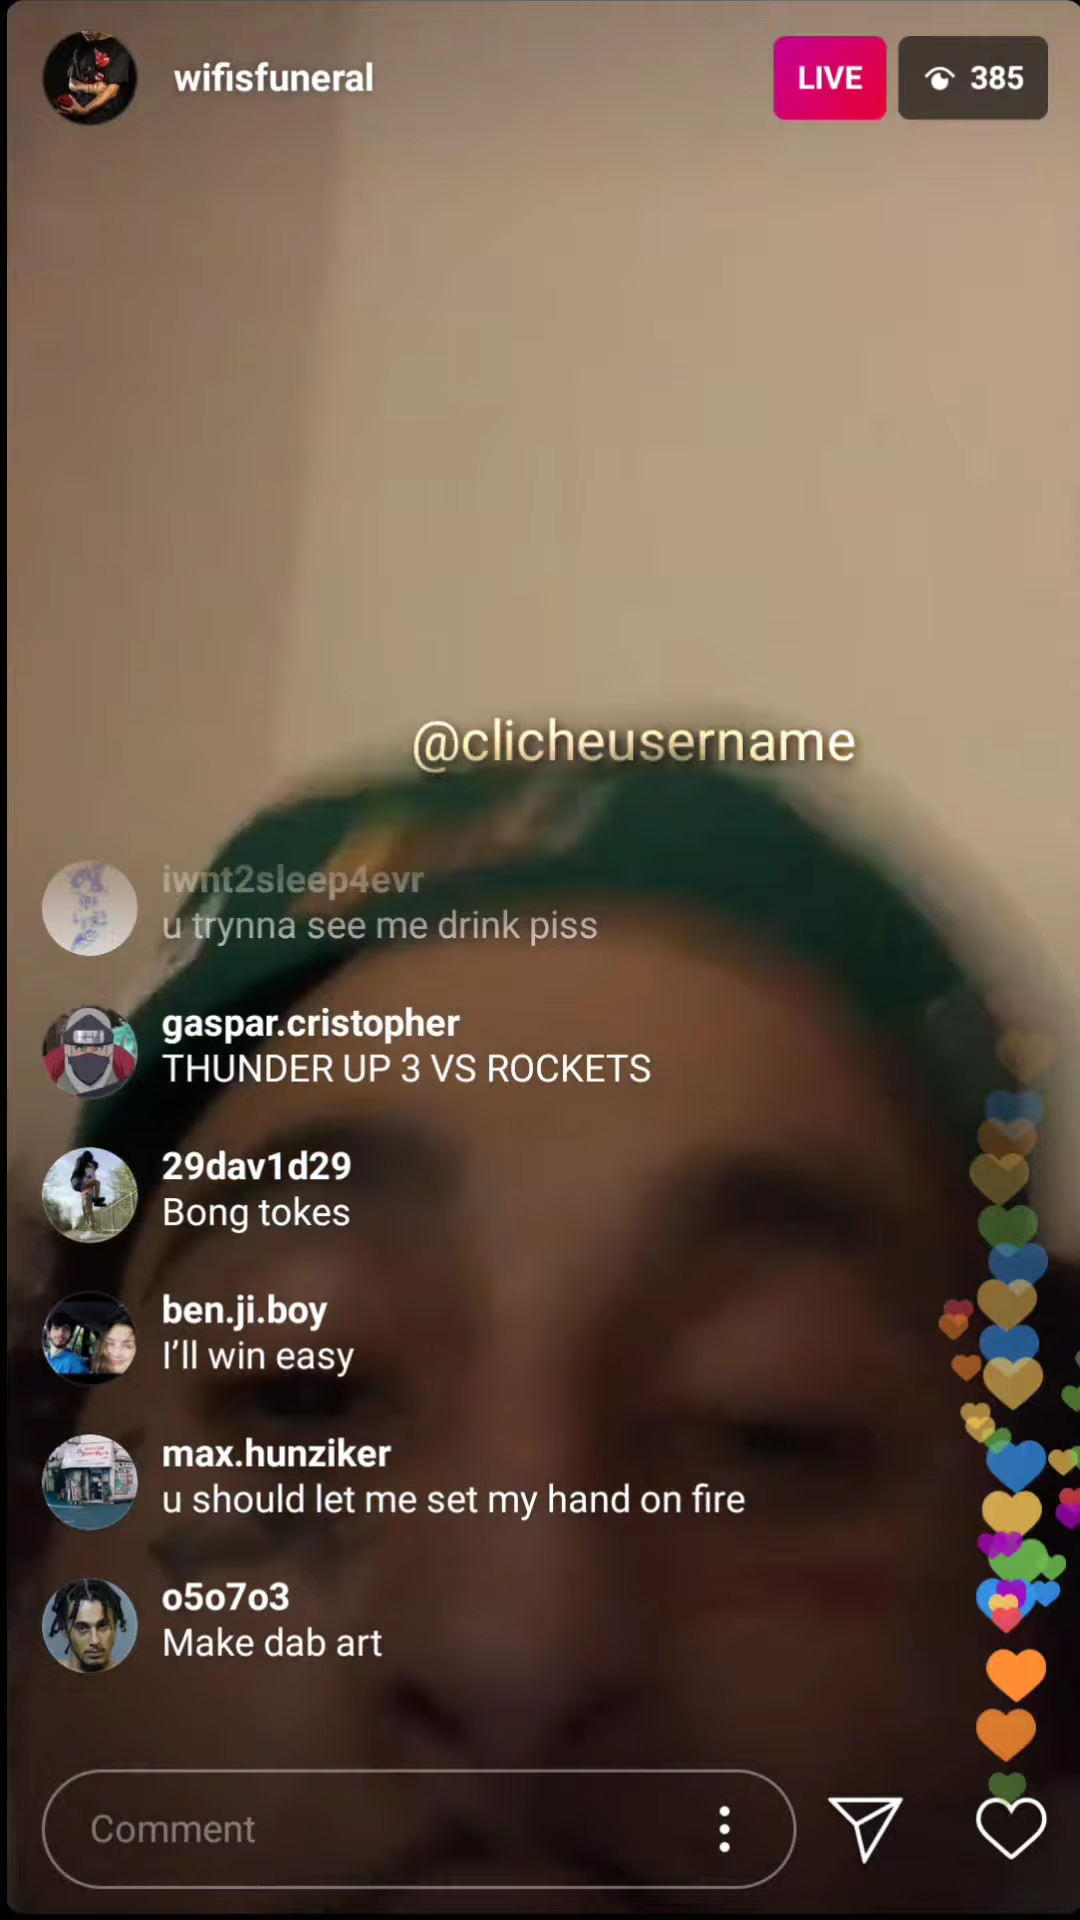 wifisfuneral
LIVE
385
@clicheusername
iwnt2sleep4evr
u trynna see me drink piss
gaspar.cristopher
THUNDER UP 3 VS ROCKETS
29dav1d29
Bong tokes
ben.ji.boy
I’ll win easy
max.hunziker
u should let me set my hand on fire
o5o7o3
Make dab art
Comment